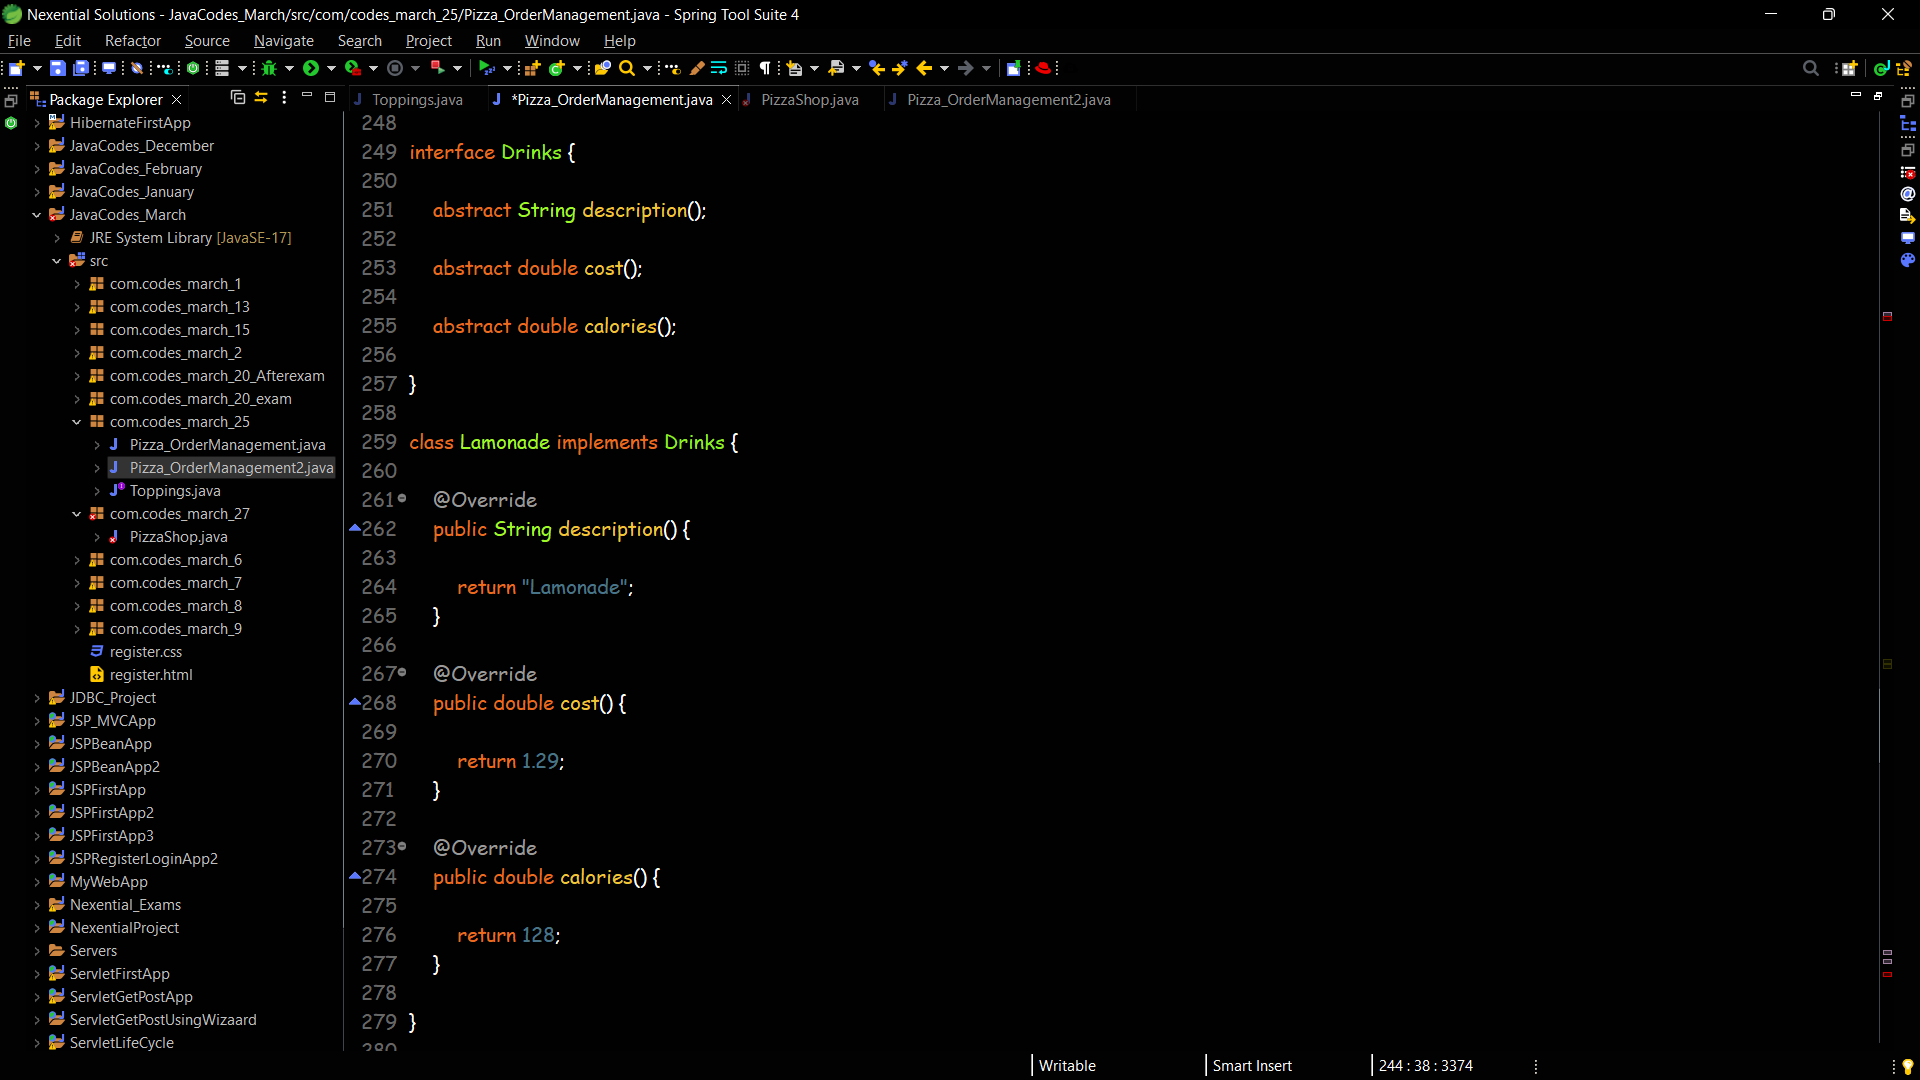 Nexential Solutions - JavaCodes_March/src/com/codes_march_25/Pizza_OrderManagement.java - Spring Tool Suite 4
File Edit Refactor Source Navigate Search Project Run Window Help
Package Explorer
Toppings.java *Pizza_OrderManagement.java PizzaShop.java Pizza_OrderManagement2.java
HibernateFirstApp
JavaCodes_December
JavaCodes_February
JavaCodes_January
JavaCodes_March
JRE System Library [JavaSE-17]
src
com.codes_march_1
com.codes_march_13
com.codes_march_15
com.codes_march_2
com.codes_march_20_Afterexam
com.codes_march_20_exam
com.codes_march_25
Pizza_OrderManagement.java
Pizza_OrderManagement2.java
Toppings.java
com.codes_march_27
PizzaShop.java
com.codes_march_6
com.codes_march_7
com.codes_march_8
com.codes_march_9
register.css
register.html
JDBC_Project
JSP_MVCApp
JSPBeanApp
JSPBeanApp2
JSPFirstApp
JSPFirstApp2
JSPFirstApp3
JSPRegisterLoginApp2
MyWebApp
Nexential_Exams
NexentialProject
Servers
ServletFirstApp
ServletGetPostApp
ServletGetPostUsingWizaard
ServletLifeCycle
248
249 interface Drinks {
250
251 abstract String description();
252
253 abstract double cost();
254
255 abstract double calories();
256
257 }
258
259 class Lamonade implements Drinks {
260
261 @Override
262 public String description() {
263
264 return "Lamonade";
265 }
266
267 @Override
268 public double cost() {
269
270 return 1.29;
271 }
272
273 @Override
274 public double calories() {
275
276 return 128;
277 }
278
279 }
280
Writable Smart Insert 244 : 38 : 3374